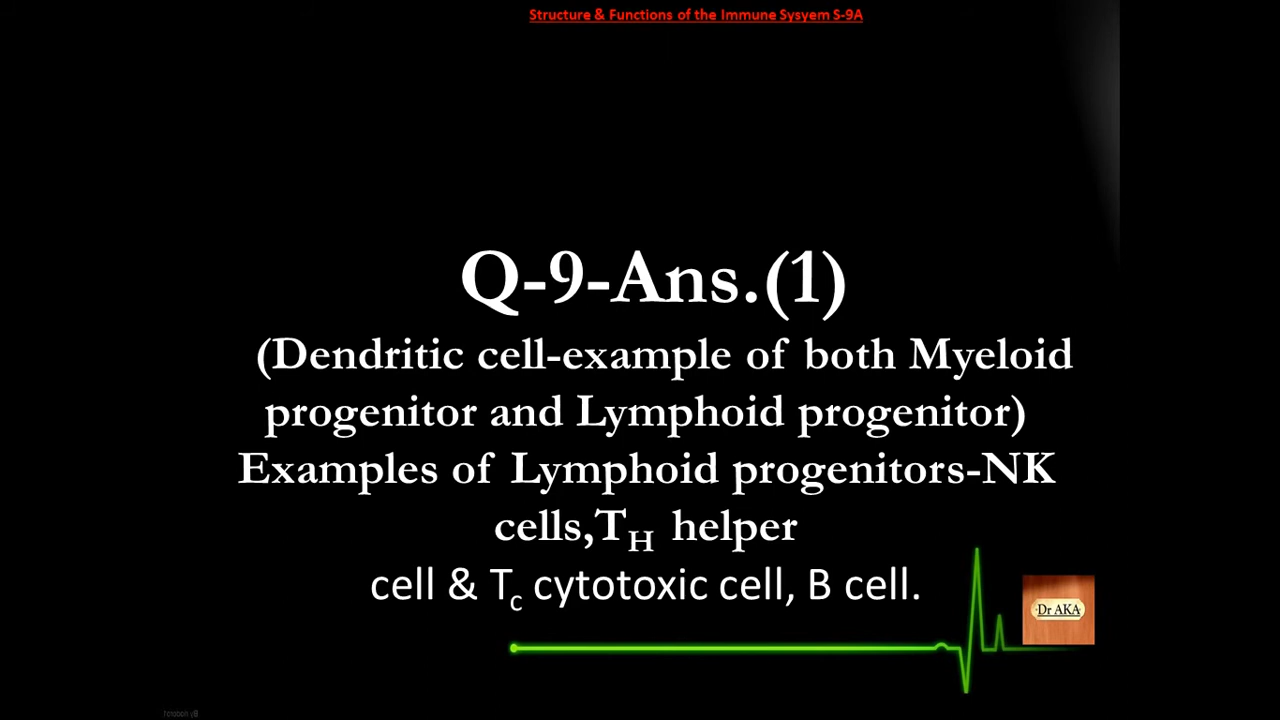 Structure & Functions of the Immune Sysyem S-9A
Q-9-Ans.(1)
(Dendritic cell-example of both Myeloid
progenitor and Lymphoid progenitor)
Examples of Lymphoid progenitors-NK
cells,TH helper
cell & Tc cytotoxic cell, B cell.
Dr AKA